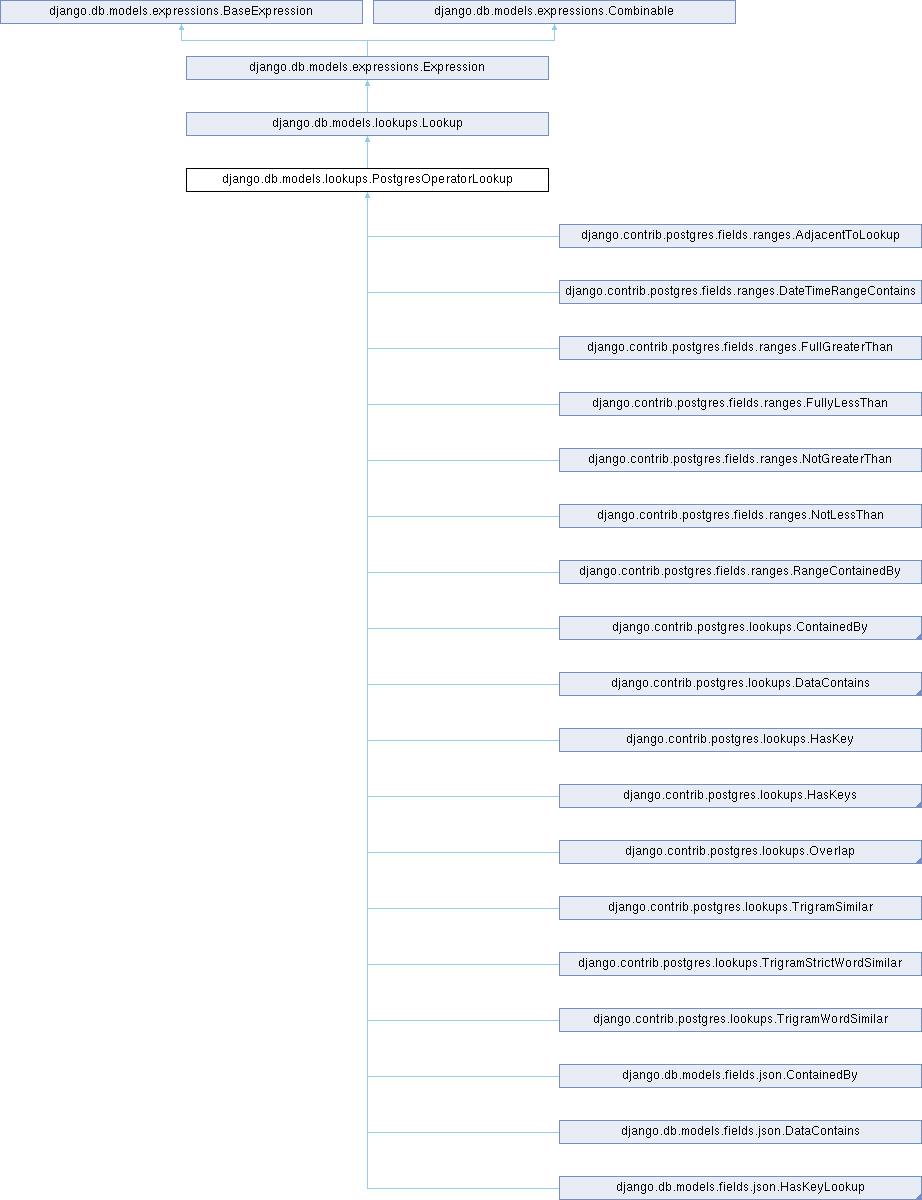 django.db.models.expressions.BaseExpression
django.db.models.expressions.Combinable
django.db.models.expressions.Expression
django.db.models.lookups.Lookup
django.db.models.lookups.PostgresOperatorLookup
django.contrib.postgres.fields.ranges.AdjacentToLookup
django.contrib.postgres.fields.ranges.DateTimeRangeContains
django.contrib.postgres.fields.ranges.FullGreaterThan
django.contrib.postgres.fields.ranges.FullyLessThan
django.contrib.postgres.fields.ranges.NotGreaterThan
django.contrib.postgres.fields.ranges.NotLessThan
django.contrib.postgres.fields.ranges.RangeContainedBy
django.contrib.postgres.lookups.ContainedBy
django.contrib.postgres.lookups.DataContains
django.contrib.postgres.lookups.HasKey
django.contrib.postgres.lookups.HasKeys
django.contrib.postgres.lookups.Overlap
django.contrib.postgres.lookups.TrigramSimilar
django.contrib.postgres.lookups.TrigramStrictWordSimilar
django.contrib.postgres.lookups.TrigramWordSimilar
django.db.models.fields.json.ContainedBy
django.db.models.fields.json.DataContains
django.db.models.fields.json.HasKeyLookup